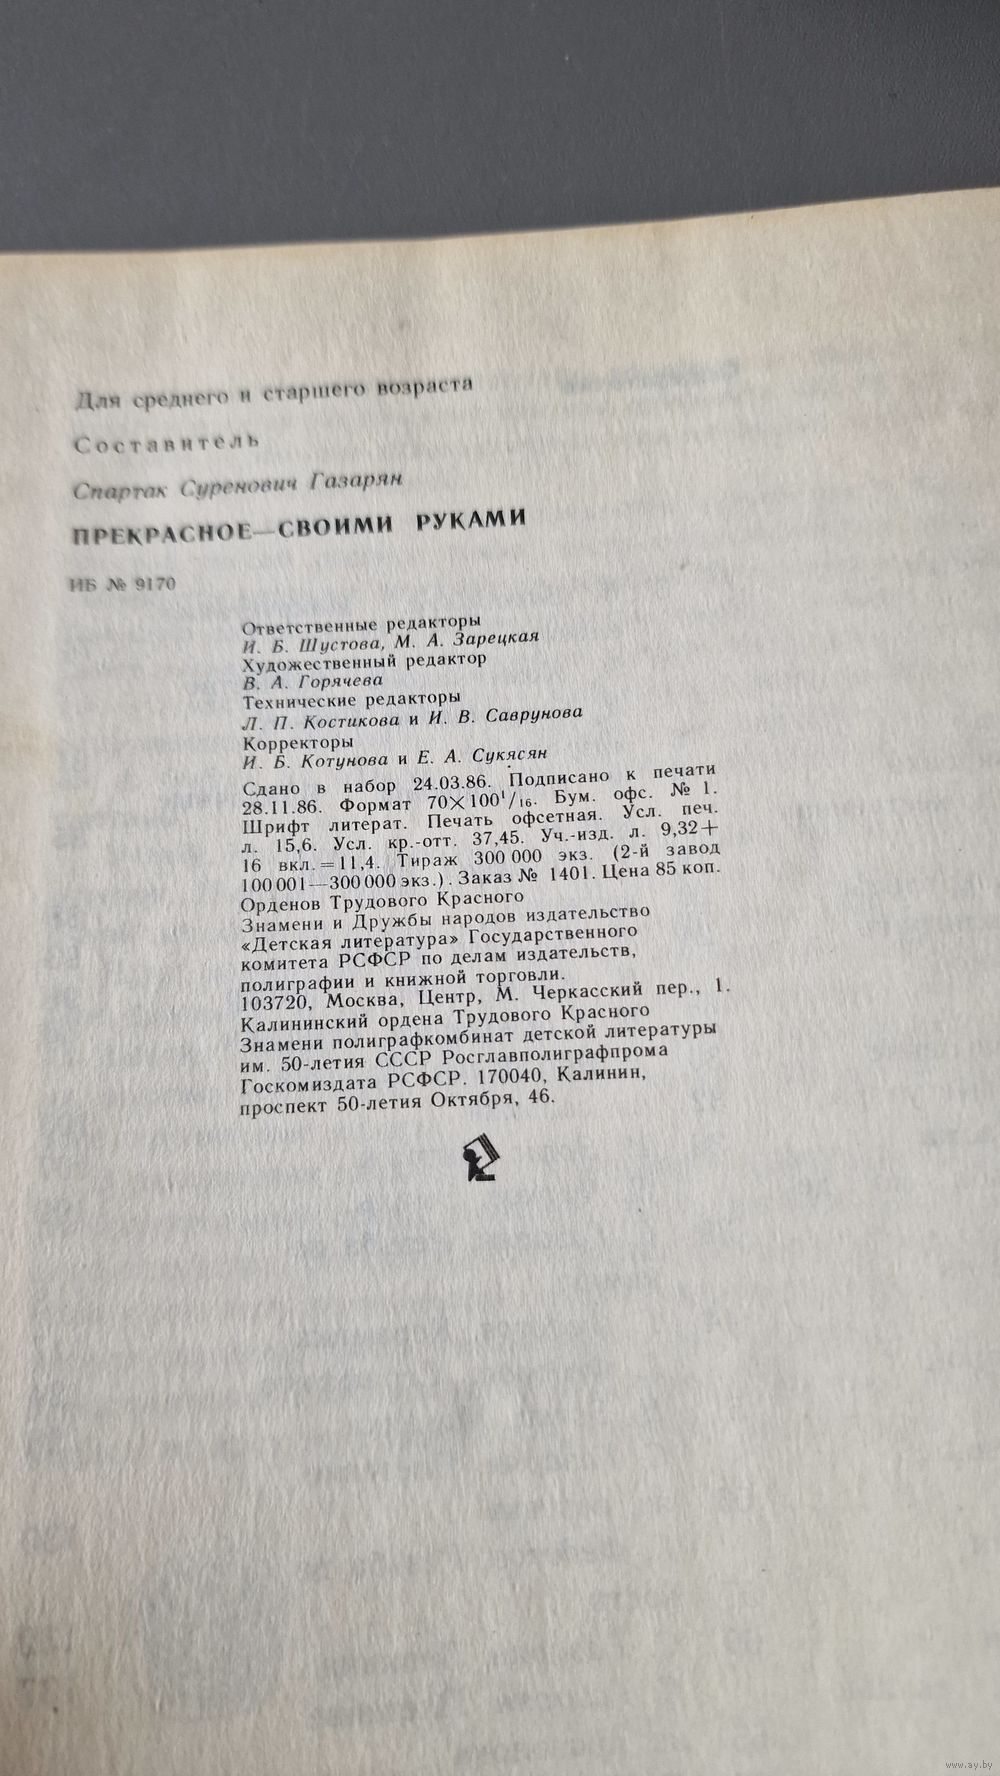 Для среднего и старшего возраста
Составитель
Спартак Суренович Газарян
ПРЕКРАСНОЕ—СВОИМИ РУКАМИ
ИБ № 9170
Ответственные редакторы
И. Б. Шустова, М. А. Зарецкая
Художественный редактор
В. А. Горячева
Технические редакторы
Л. П. Костикова и И. В. Саврунова
Корректоры
И. Б. Котунова и Е. А. Сукясян
Сдано в набор 24.03.86. Подписано к печати
28.11.86. Формат 70×100¹/₁₆. Бум. офс. № 1.
Шрифт литерат. Печать офсетная. Усл. печ.
л. 15,6. Усл. кр.-отт. 37,45. Уч.-изд. л. 9,32+
16 вкл.=11,4. Тираж 300 000 экз. (2-й завод
100 001—300 000 экз.). Заказ № 1401. Цена 85 коп.
Орденов Трудового Красного
Знамени и Дружбы народов издательство
«Детская литература» Государственного
комитета РСФСР по делам издательств,
полиграфии и книжной торговли.
103720, Москва, Центр, М. Черкасский пер., 1.
Калининский ордена Трудового Красного
Знамени полиграфкомбинат детской литературы
им. 50-летия СССР Росглавполиграфпрома
Госкомиздата РСФСР. 170040, Калинин,
проспект 50-летия Октября, 46.
www.ay.by